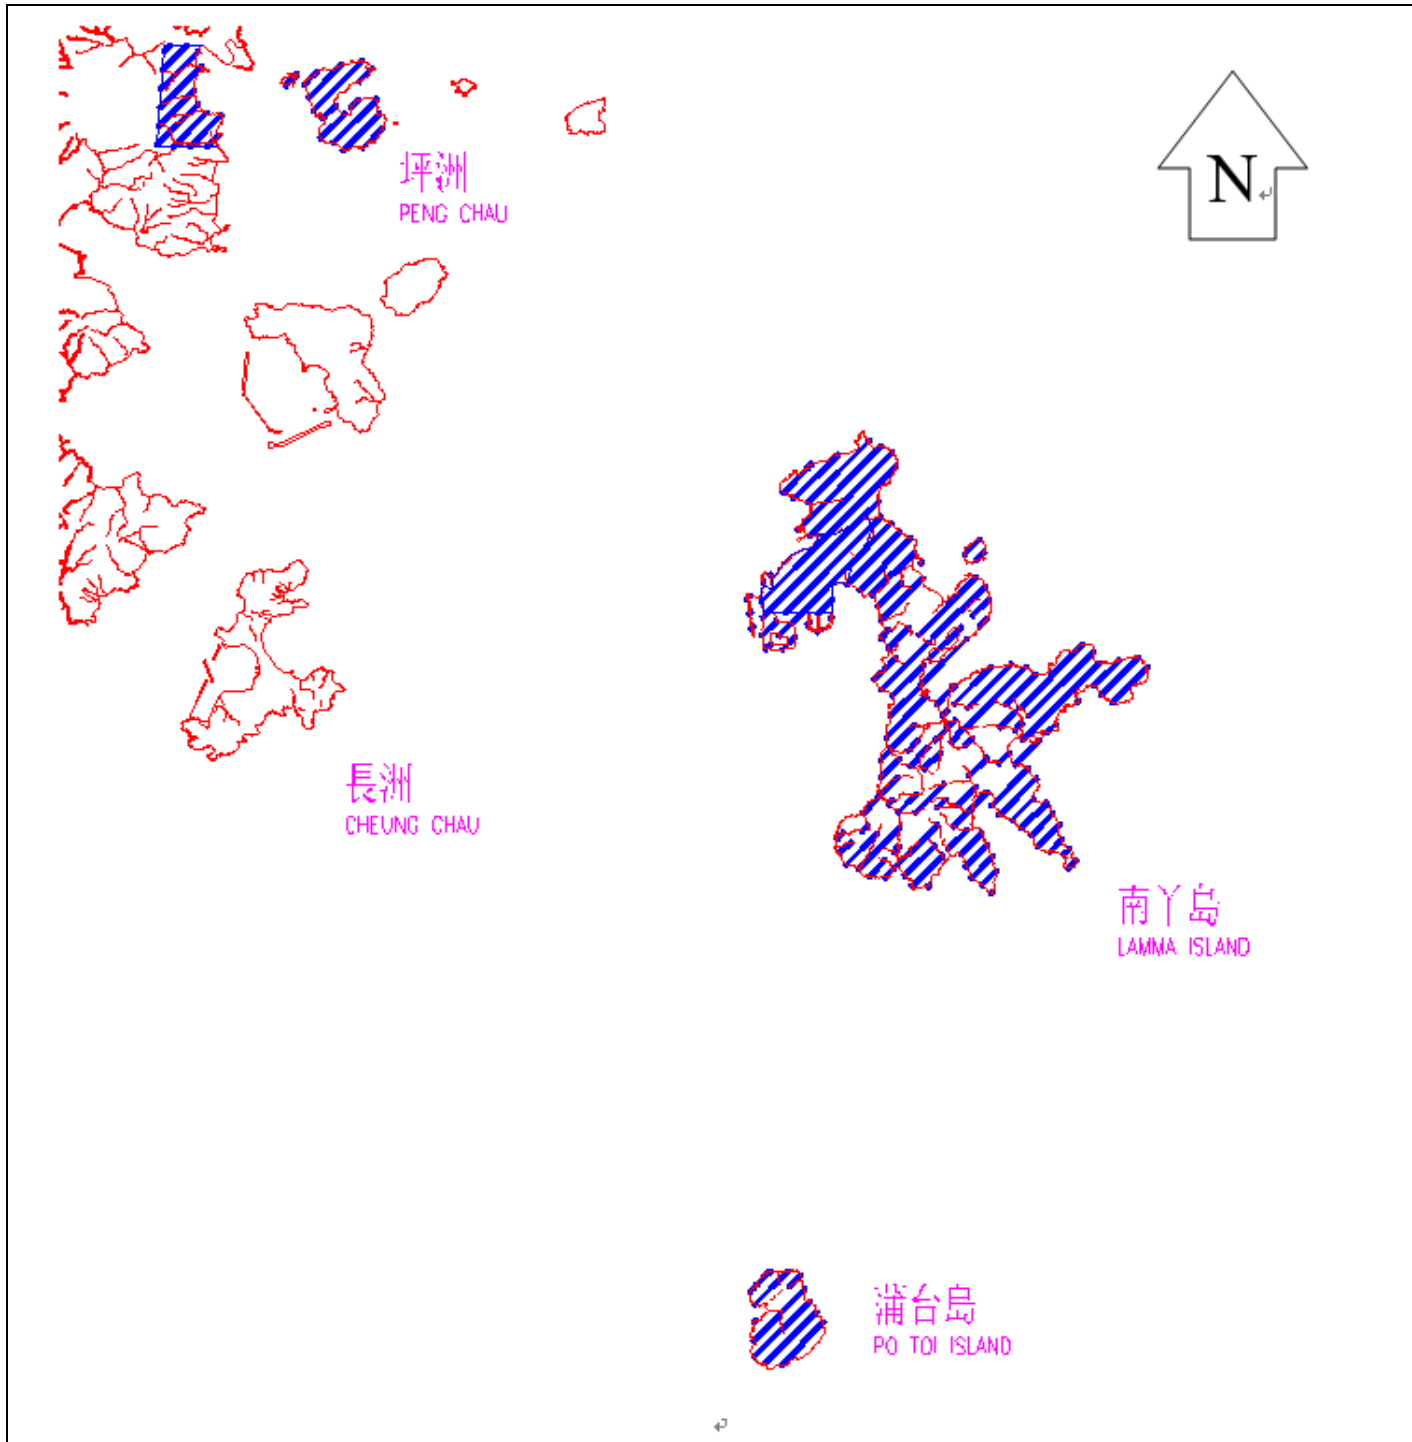 N
坪洲
PENG CHAU
長洲
CHEUNG CHAU
南丫島
LAMMA ISLAND
蒲台島
PO TOI ISLAND